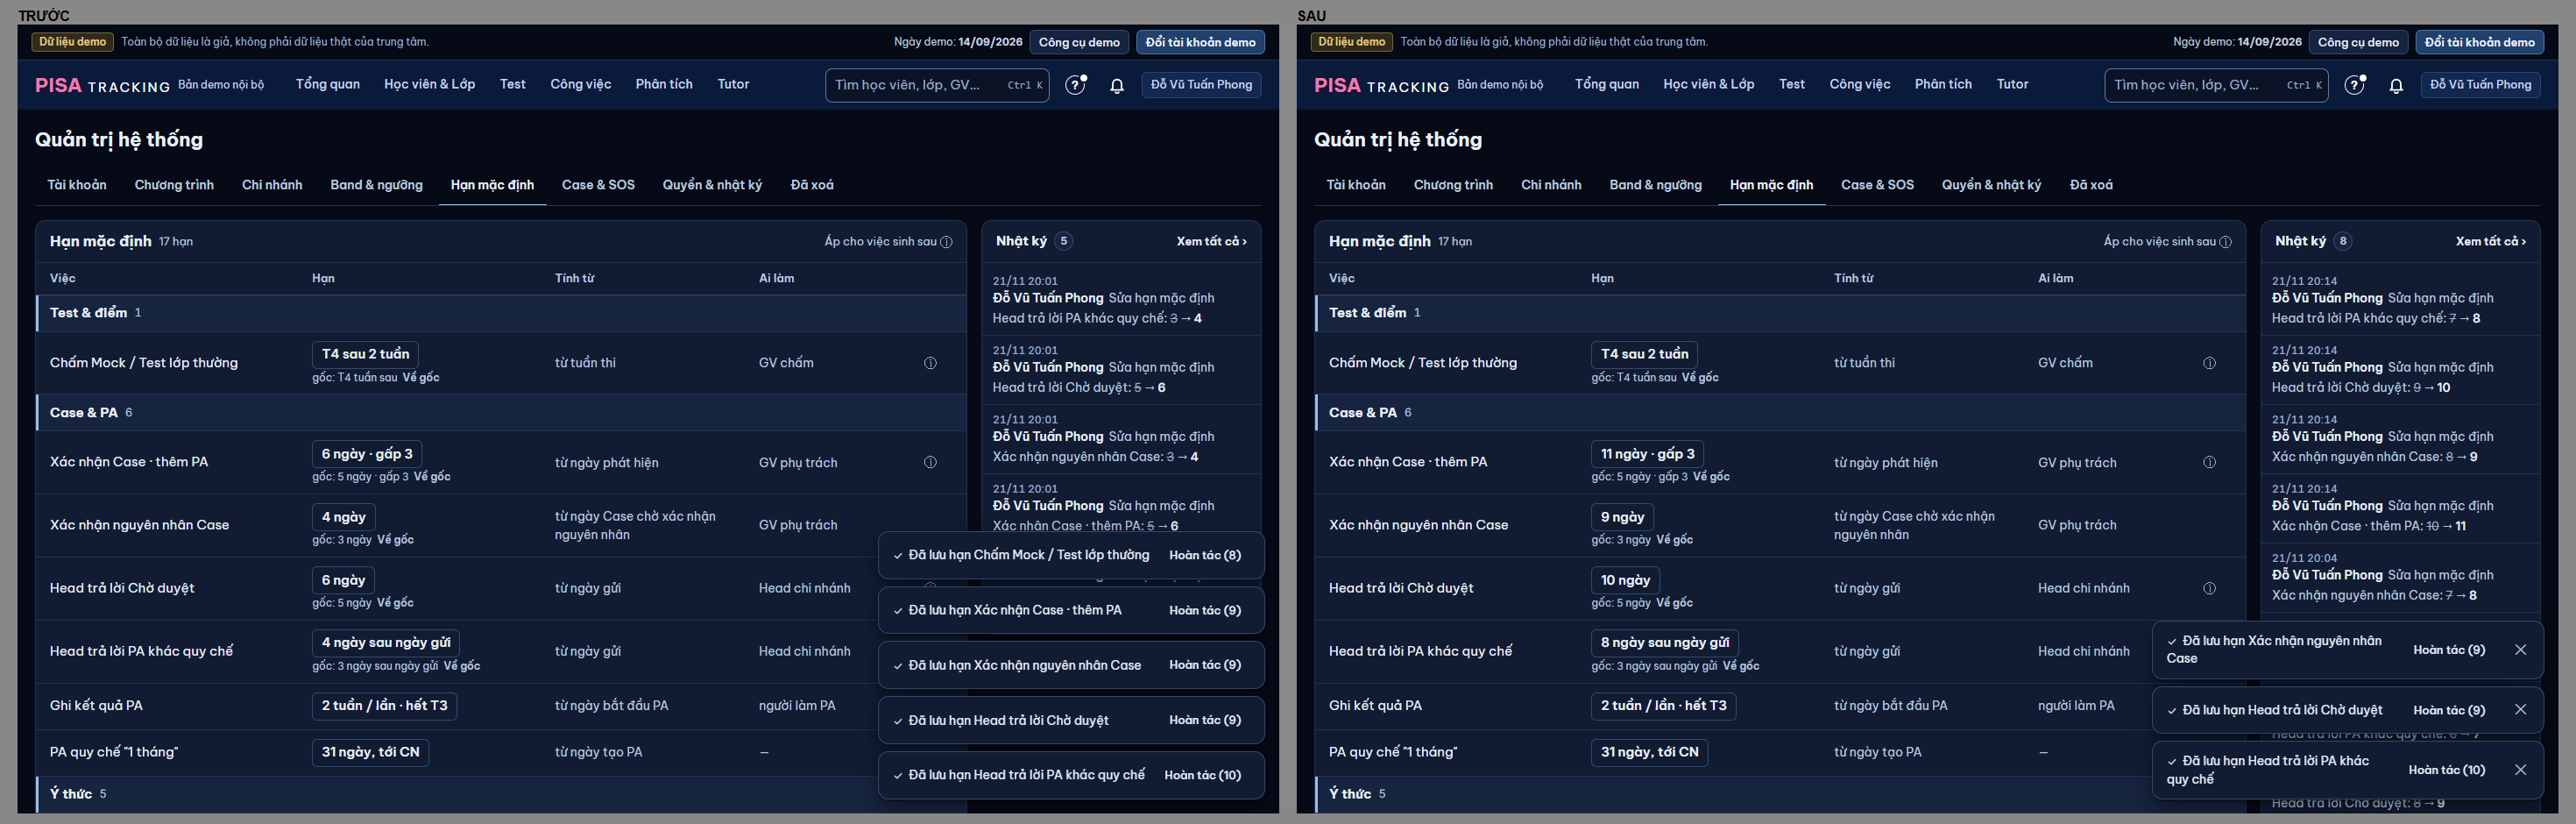 TRƯỚC
Dữ liệu demo Toàn bộ dữ liệu là giả, không phải dữ liệu thật của trung tâm. Ngày demo: 14/09/2026 Công cụ demo Đổi tài khoản demo
PISA TRACKING Bản demo nội bộ Tổng quan Học viên & Lớp Test Công việc Phân tích Tutor Tìm học viên, lớp, GV... Ctrl K ? Đỗ Vũ Tuấn Phong
Quản trị hệ thống
Tài khoản Chương trình Chi nhánh Band & ngưỡng Hạn mặc định Case & SOS Quyền & nhật ký Đã xoá
Hạn mặc định 17 hạn Áp cho việc sinh sau ⓘ
Việc Hạn Tính từ Ai làm
Test & điểm 1
Chấm Mock / Test lớp thường T4 sau 2 tuần từ tuần thi GV chấm ⓘ
gốc: T4 tuần sau Về gốc
Case & PA 6
Xác nhận Case · thêm PA 6 ngày · gấp 3 từ ngày phát hiện GV phụ trách ⓘ
gốc: 5 ngày · gấp 3 Về gốc
Xác nhận nguyên nhân Case 4 ngày từ ngày Case chờ xác nhận nguyên nhân GV phụ trách
gốc: 3 ngày Về gốc
Head trả lời Chờ duyệt 6 ngày từ ngày gửi Head chi nhánh
gốc: 5 ngày Về gốc
Head trả lời PA khác quy chế 4 ngày sau ngày gửi từ ngày gửi Head chi nhánh
gốc: 3 ngày sau ngày gửi Về gốc
Ghi kết quả PA 2 tuần / lần · hết T3 từ ngày bắt đầu PA người làm PA
PA quy chế "1 tháng" 31 ngày, tới CN từ ngày tạo PA –
Ý thức 5
Nhật ký 5 Xem tất cả ›
21/11 20:01
Đỗ Vũ Tuấn Phong Sửa hạn mặc định
Head trả lời PA khác quy chế: 3 → 4
21/11 20:01
Đỗ Vũ Tuấn Phong Sửa hạn mặc định
Head trả lời Chờ duyệt: 5 → 6
21/11 20:01
Đỗ Vũ Tuấn Phong Sửa hạn mặc định
Xác nhận nguyên nhân Case: 3 → 4
21/11 20:01
Đỗ Vũ Tuấn Phong Sửa hạn mặc định
Xác nhận Case · thêm PA: 5 → 6
✓ Đã lưu hạn Chấm Mock / Test lớp thường Hoàn tác (8)
✓ Đã lưu hạn Xác nhận Case · thêm PA Hoàn tác (9)
✓ Đã lưu hạn Xác nhận nguyên nhân Case Hoàn tác (9)
✓ Đã lưu hạn Head trả lời Chờ duyệt Hoàn tác (9)
✓ Đã lưu hạn Head trả lời PA khác quy chế Hoàn tác (10)
SAU
Dữ liệu demo Toàn bộ dữ liệu là giả, không phải dữ liệu thật của trung tâm. Ngày demo: 14/09/2026 Công cụ demo Đổi tài khoản demo
PISA TRACKING Bản demo nội bộ Tổng quan Học viên & Lớp Test Công việc Phân tích Tutor Tìm học viên, lớp, GV... Ctrl K ? Đỗ Vũ Tuấn Phong
Quản trị hệ thống
Tài khoản Chương trình Chi nhánh Band & ngưỡng Hạn mặc định Case & SOS Quyền & nhật ký Đã xoá
Hạn mặc định 17 hạn Áp cho việc sinh sau ⓘ
Việc Hạn Tính từ Ai làm
Test & điểm 1
Chấm Mock / Test lớp thường T4 sau 2 tuần từ tuần thi GV chấm ⓘ
gốc: T4 tuần sau Về gốc
Case & PA 6
Xác nhận Case · thêm PA 11 ngày · gấp 3 từ ngày phát hiện GV phụ trách ⓘ
gốc: 5 ngày · gấp 3 Về gốc
Xác nhận nguyên nhân Case 9 ngày từ ngày Case chờ xác nhận nguyên nhân GV phụ trách
gốc: 3 ngày Về gốc
Head trả lời Chờ duyệt 10 ngày từ ngày gửi Head chi nhánh ⓘ
gốc: 5 ngày Về gốc
Head trả lời PA khác quy chế 8 ngày sau ngày gửi từ ngày gửi Head chi nhánh
gốc: 3 ngày sau ngày gửi Về gốc
Ghi kết quả PA 2 tuần / lần · hết T3 từ ngày bắt đầu PA người làm PA
PA quy chế "1 tháng" 31 ngày, tới CN từ ngày tạo PA –
Ý thức 5
Nhật ký 8 Xem tất cả ›
21/11 20:14
Đỗ Vũ Tuấn Phong Sửa hạn mặc định
Head trả lời PA khác quy chế: 7 → 8
21/11 20:14
Đỗ Vũ Tuấn Phong Sửa hạn mặc định
Head trả lời Chờ duyệt: 9 → 10
21/11 20:14
Đỗ Vũ Tuấn Phong Sửa hạn mặc định
Xác nhận nguyên nhân Case: 8 → 9
21/11 20:14
Đỗ Vũ Tuấn Phong Sửa hạn mặc định
Xác nhận Case · thêm PA: 10 → 11
21/11 20:04
Đỗ Vũ Tuấn Phong Sửa hạn mặc định
Xác nhận Case · thêm PA: 7 → 8
✓ Đã lưu hạn Xác nhận nguyên nhân Case Hoàn tác (9)
✓ Đã lưu hạn Head trả lời Chờ duyệt Hoàn tác (9)
✓ Đã lưu hạn Head trả lời PA khác quy chế Hoàn tác (10)
Head trả lời Chờ duyệt: 8 → 9